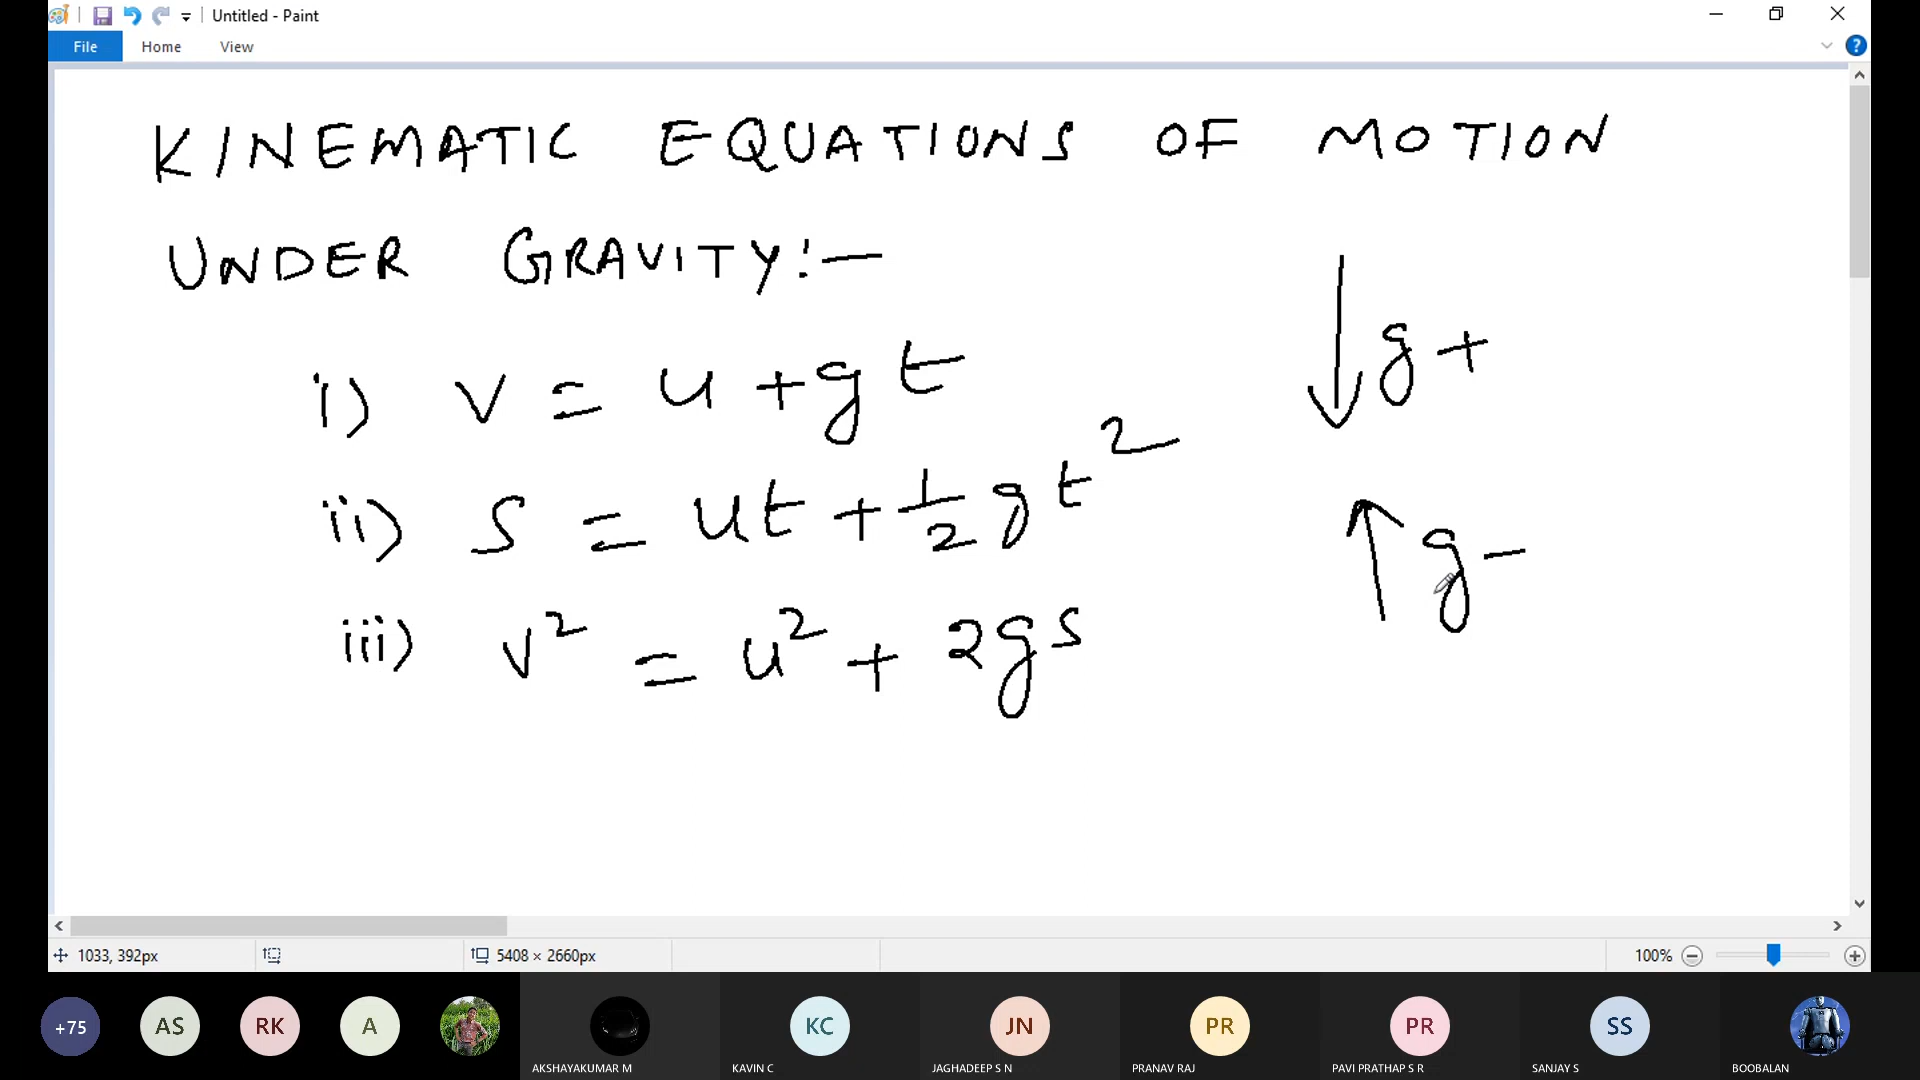 Untitled - Paint
File Home View
KINEMATIC EQUATIONS OF MOTION
UNDER GRAVITY:—
i) v = u + gt
g +
ii) s = ut + 1/2 gt²
g −
iii) v² = u² + 2gs
1033, 392px 5408 × 2660px 100%
+75 AS RK A KC JN PR PR SS
AKSHAYAKUMAR M KAVIN C JAGHADEEP S N PRANAV RAJ PAVI PRATHAP S R SANJAY S BOOBALAN